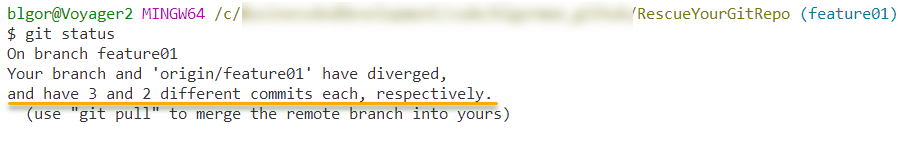 blgor@Voyager2 MINGW64 /c/ /RescueYourGitRepo (feature01)
$ git status
On branch feature01
Your branch and 'origin/feature01' have diverged,
and have 3 and 2 different commits each, respectively.
  (use "git pull" to merge the remote branch into yours)